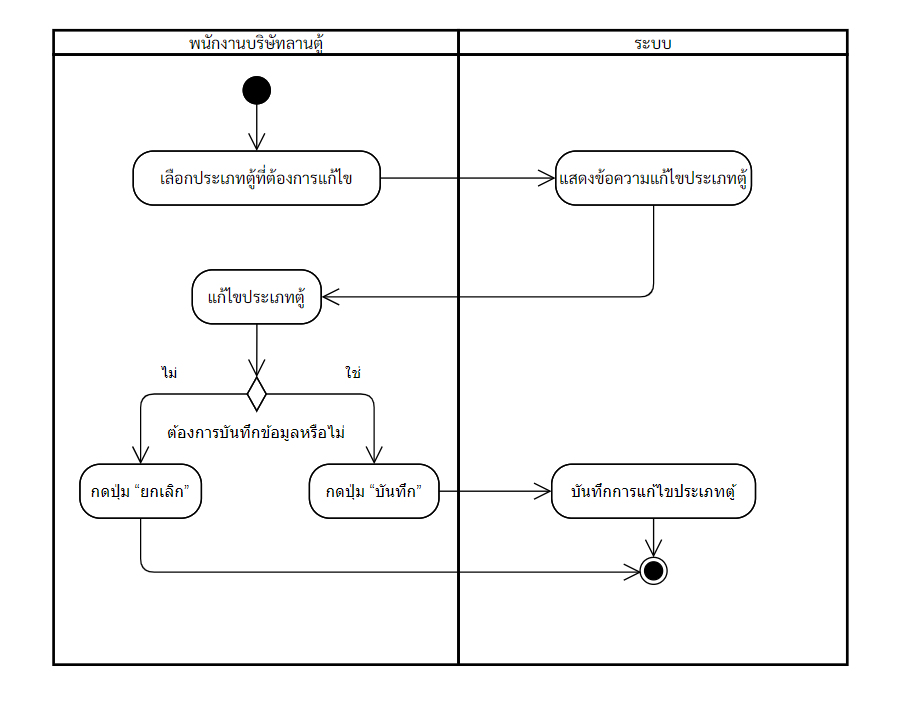 พนักงานบริษัทลานตู้
ระบบ
เลือกประเภทตู้ที่ต้องการแก้ไข
แสดงข้อความแก้ไขประเภทตู้
แก้ไขประเภทตู้
ไม่
ใช่
ต้องการบันทึกข้อมูลหรือไม่
กดปุ่ม “ยกเลิก”
กดปุ่ม “บันทึก”
บันทึกการแก้ไขประเภทตู้